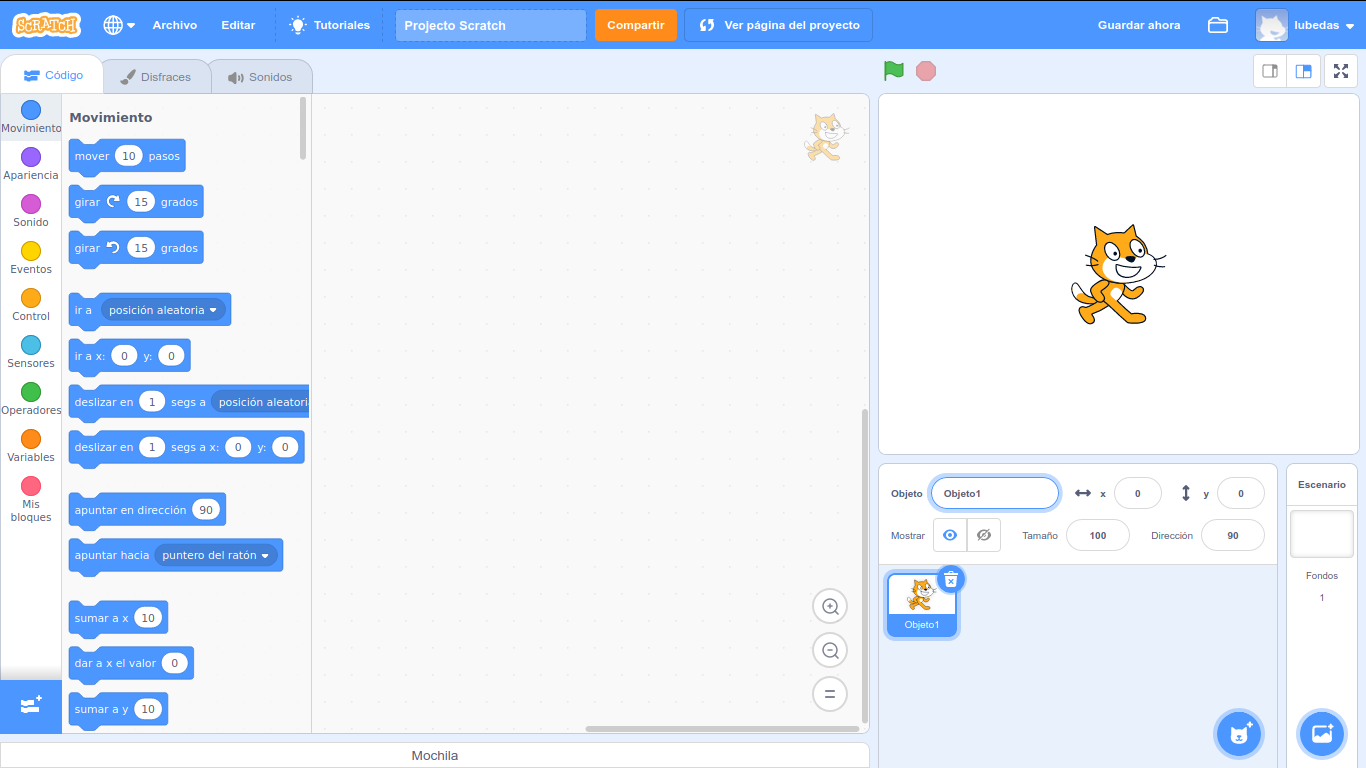 SCRATCH
Archivo
Editar
Tutoriales
Projecto Scratch
Compartir
Ver página del proyecto
Guardar ahora
lubedas
Código
Disfraces
Sonidos
Movimiento
Apariencia
Sonido
Eventos
Control
Sensores
Operadores
Variables
Mis
bloques
Movimiento
mover 10 pasos
girar 15 grados
girar 15 grados
ir a posición aleatoria
ir a x: 0 y: 0
deslizar en 1 segs a posición aleatori
deslizar en 1 segs a x: 0 y: 0
apuntar en dirección 90
apuntar hacia puntero del ratón
sumar a x 10
dar a x el valor 0
sumar a y 10
Mochila
Objeto Objeto1 x 0 y 0
Mostrar Tamaño 100 Dirección 90
Objeto1
Escenario
Fondos
1